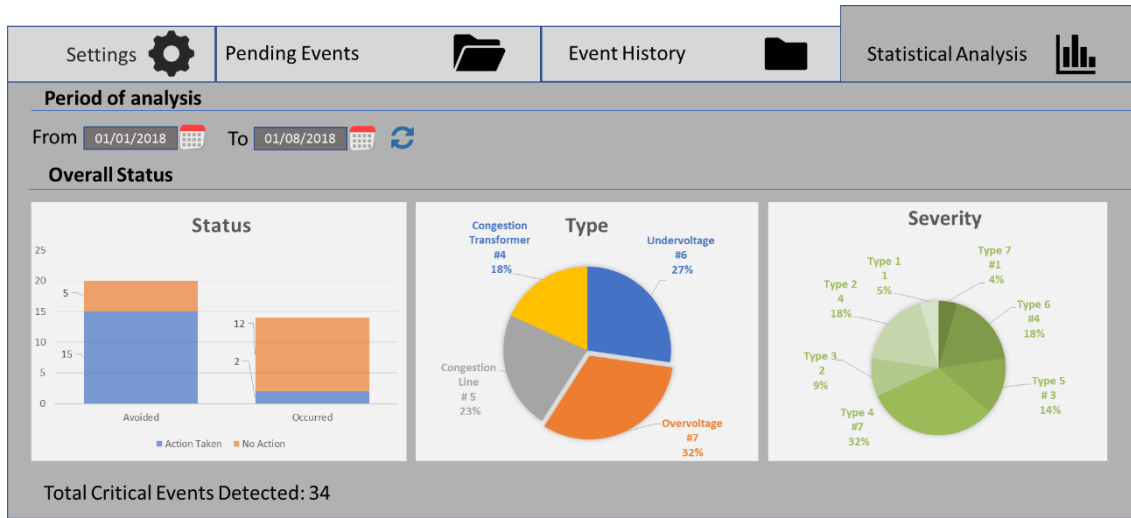 Settings
Pending Events
Event History
Statistical Analysis
Period of analysis
From 01/01/2018 To 01/08/2018
Overall Status
Status
25
20
15
10
5
0
5
15
12
2
Avoided
Occurred
Action Taken
No Action
Type
Congestion
Transformer
#4
18%
Undervoltage
#6
27%
Congestion
Line
# 5
23%
Overvoltage
#7
32%
Severity
Type 7
#1
4%
Type 1
1
5%
Type 2
4
18%
Type 6
#4
18%
Type 3
2
9%
Type 5
# 3
14%
Type 4
#7
32%
Total Critical Events Detected: 34